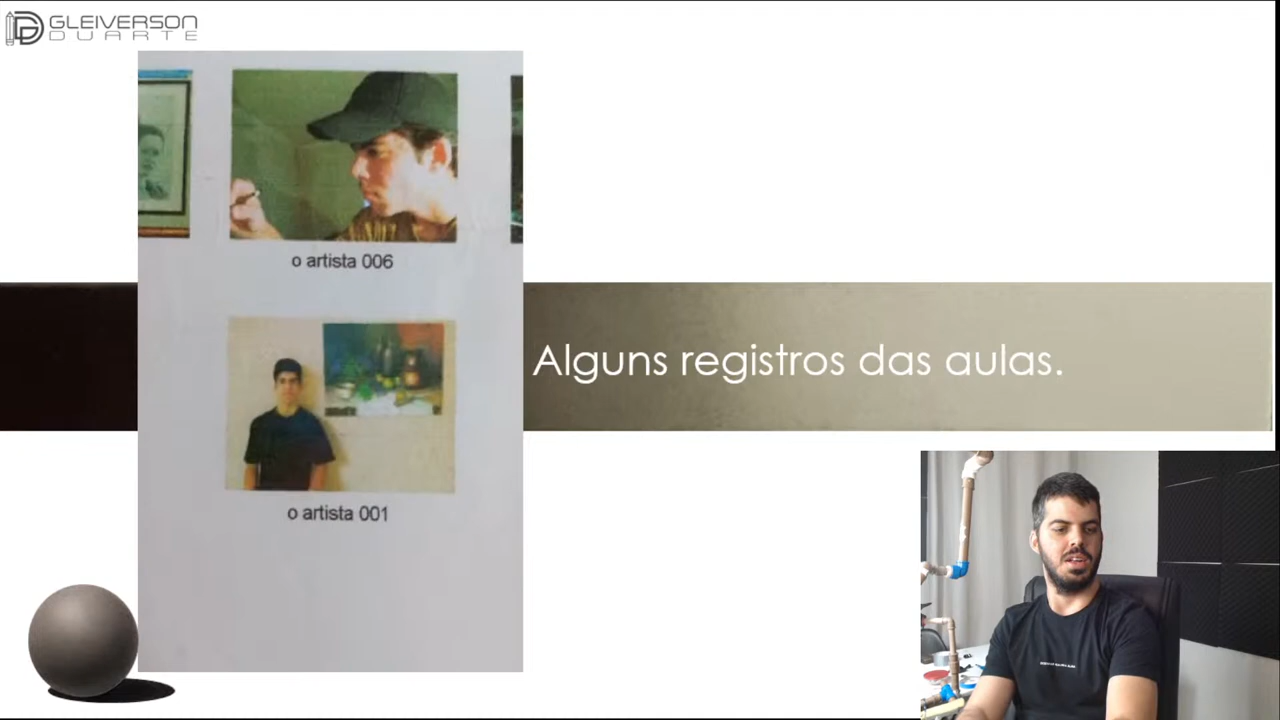 GLEIVERSON
DUARTE
o artista 006
Alguns registros das aulas.
o artista 001